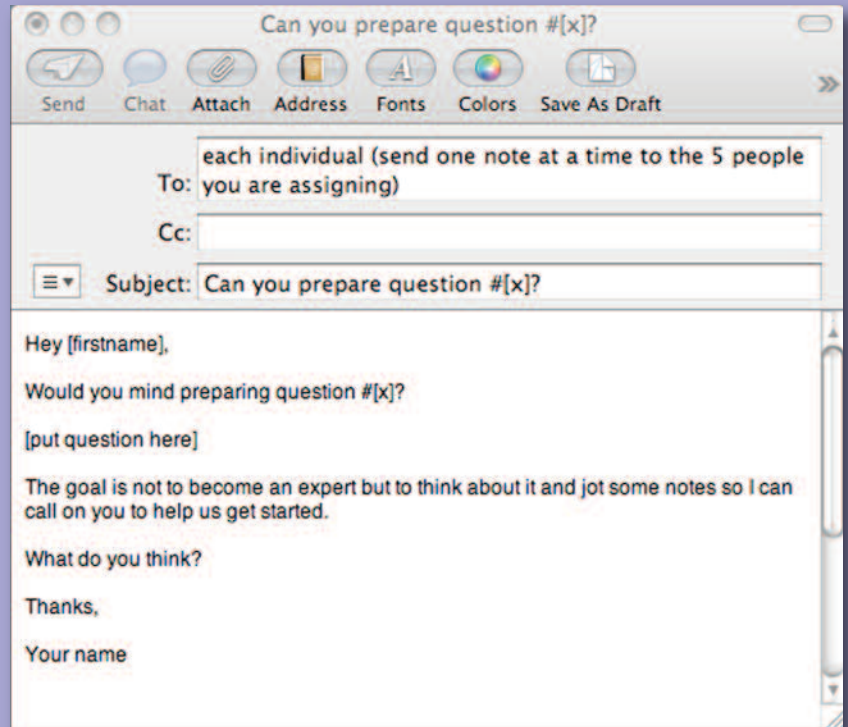 Can you prepare question #[x]?
Send Chat Attach Address Fonts Colors Save As Draft
each individual (send one note at a time to the 5 people
To: you are assigning)
Cc:
Subject: Can you prepare question #[x]?
Hey [firstname],
Would you mind preparing question #[x]?
[put question here]
The goal is not to become an expert but to think about it and jot some notes so I can
call on you to help us get started.
What do you think?
Thanks,
Your name